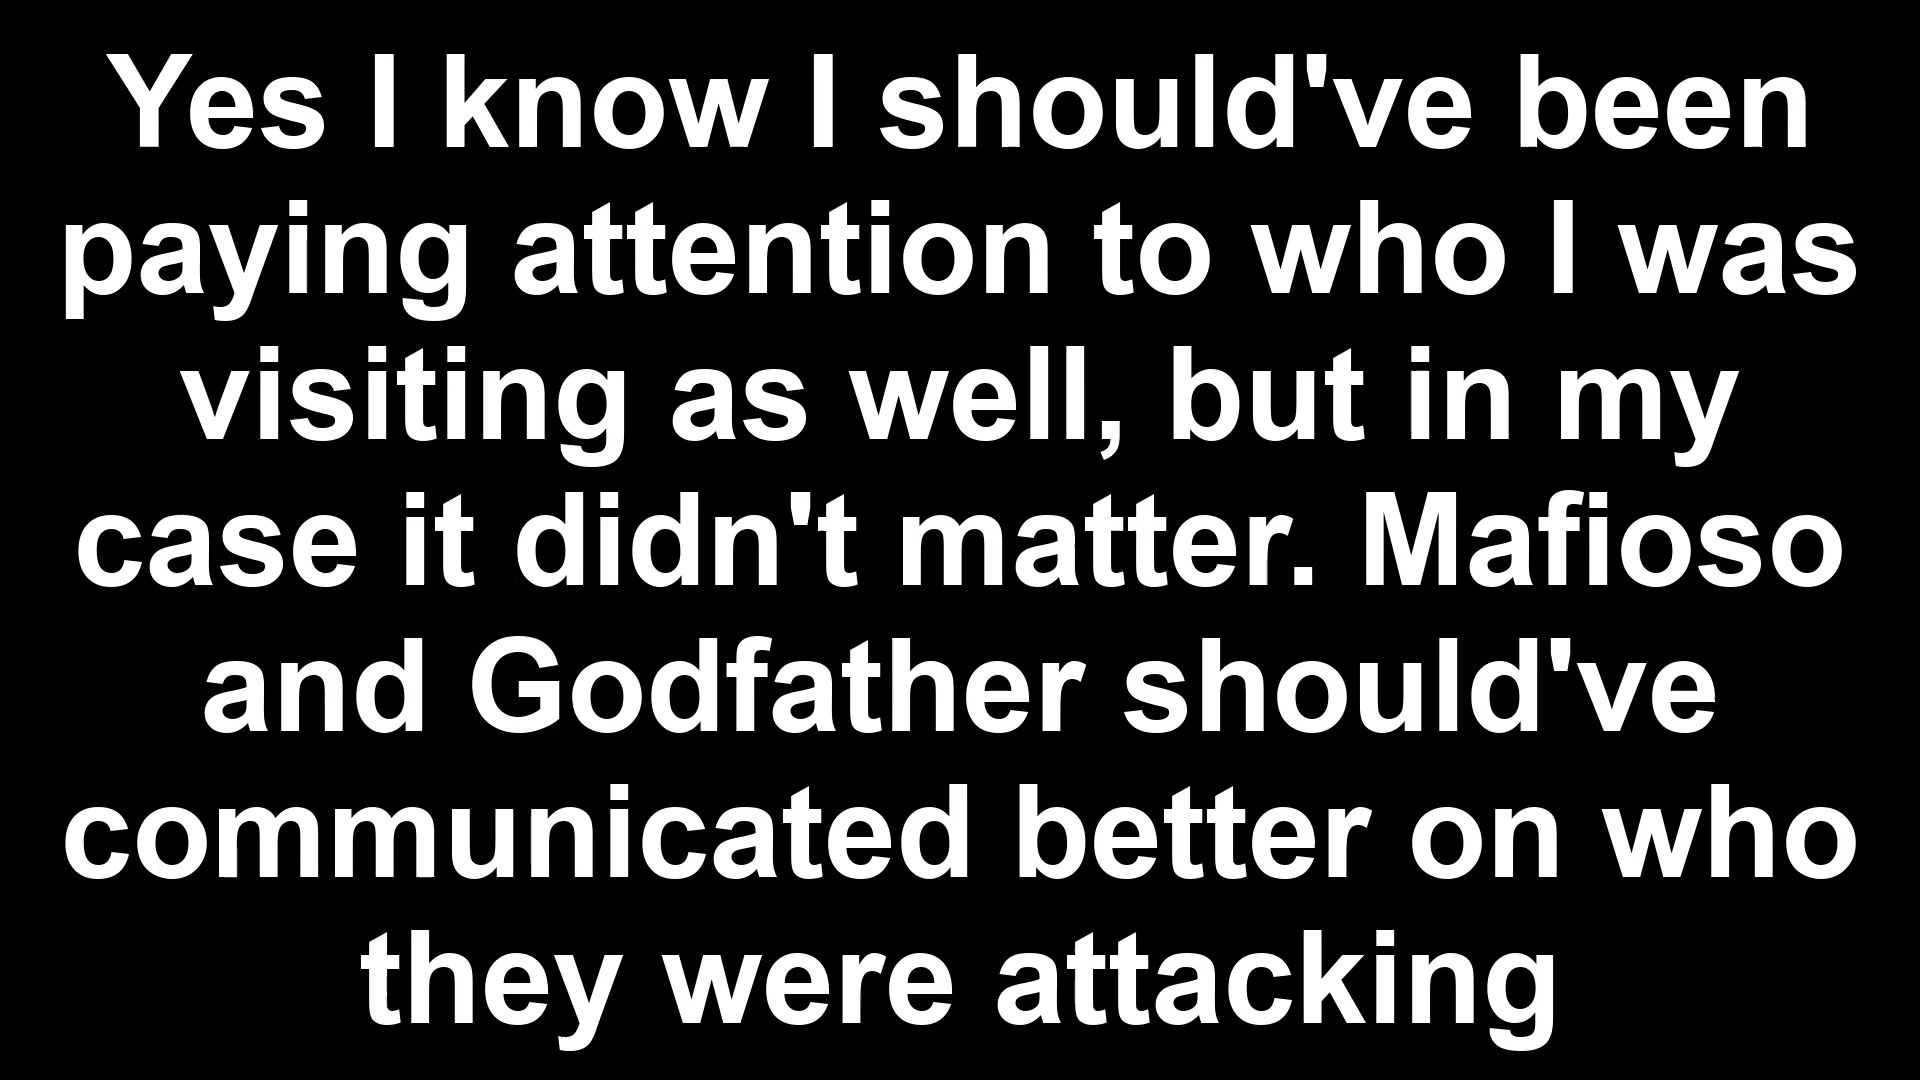 Yes I know I should've been
paying attention to who I was
visiting as well, but in my
case it didn't matter. Mafioso
and Godfather should've
communicated better on who
they were attacking